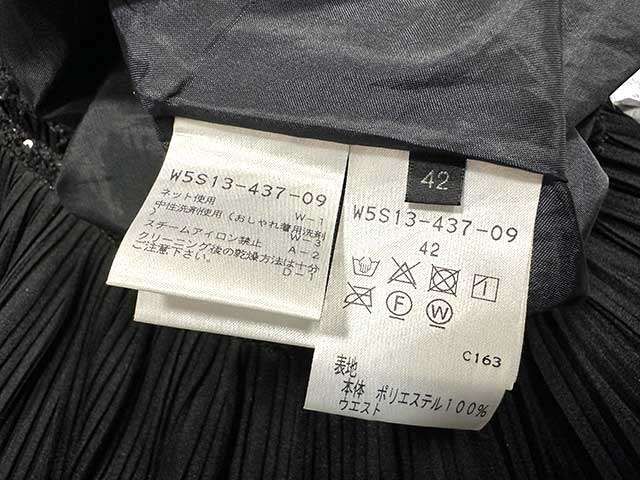 W5S13-437-09
ネット使用
W-1
中性洗剤使用(おしゃれ着用洗剤
)
W-3
スチームアイロン禁止
A-2
クリーニング後の乾燥方法は十分
ご注意下さい。
D-1
42
W5S13-437-09
42
F
W
C163
表地
本体 ポリエステル100%
ウエスト